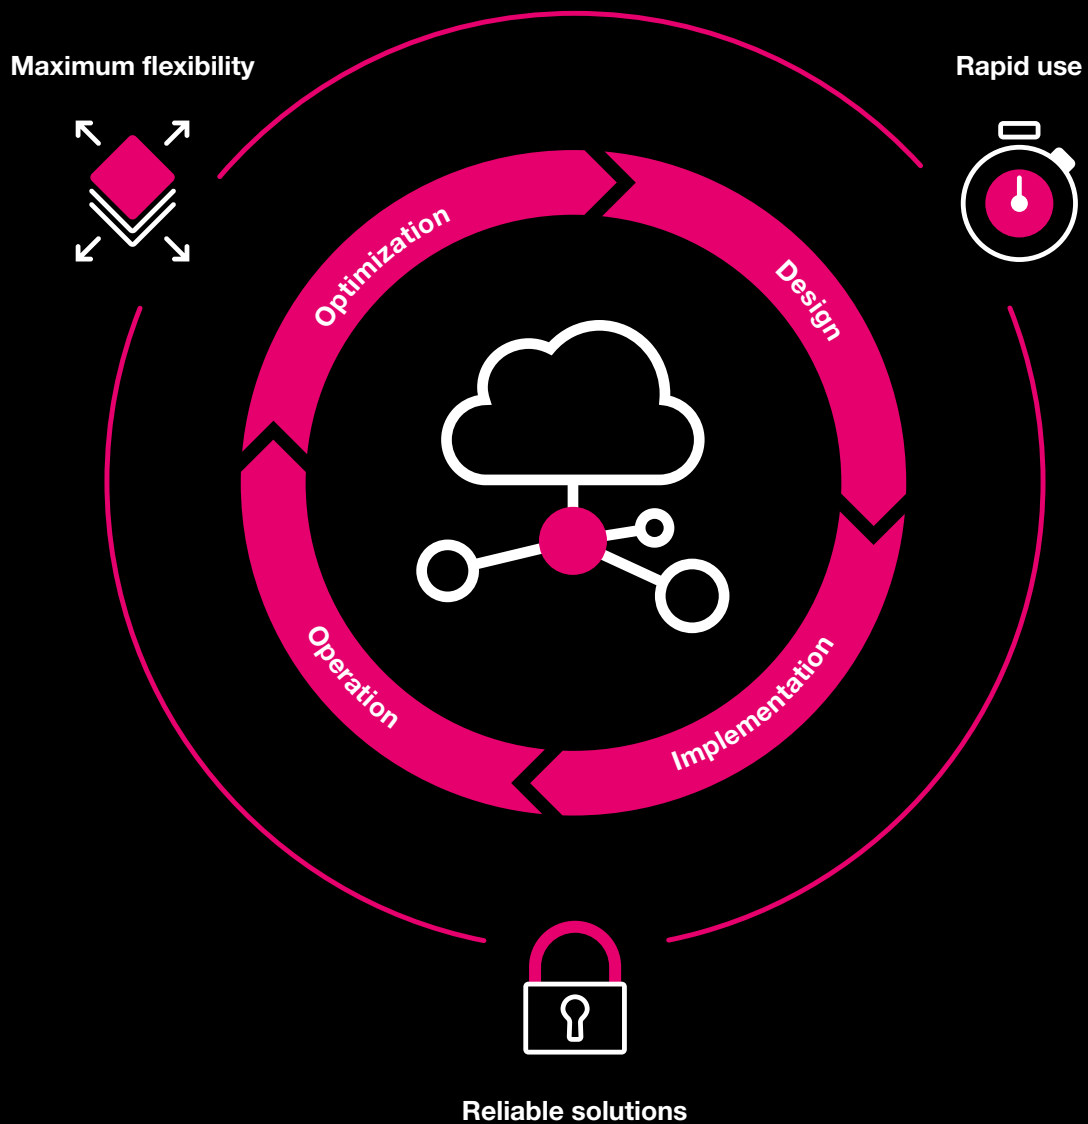 Maximum flexibility
Rapid use
Optimization
Design
Operation
Implementation
Reliable solutions